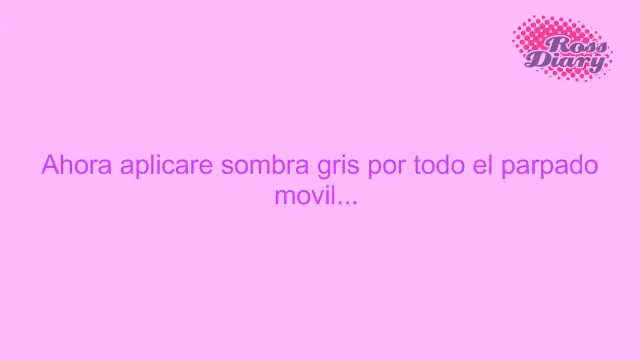 Ross
Diary
Ahora aplicare sombra gris por todo el parpado
movil...